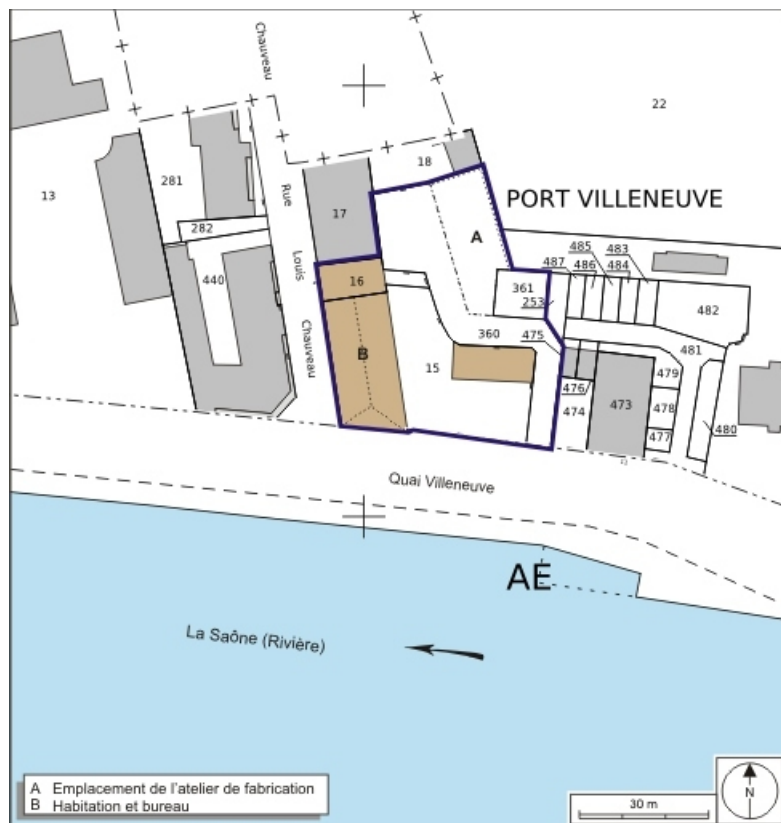 Chauveau
22
18
281
13
17
PORT VILLENEUVE
Rue
282
A
485
483
487
486
484
440
Louis
16
361
253
482
Chauveau
475
360
481
B
15
479
476
473
474
478
480
477
Quai Villeneuve
AE
La Saône (Rivière)
A Emplacement de l'atelier de fabrication
B Habitation et bureau
30 m
N